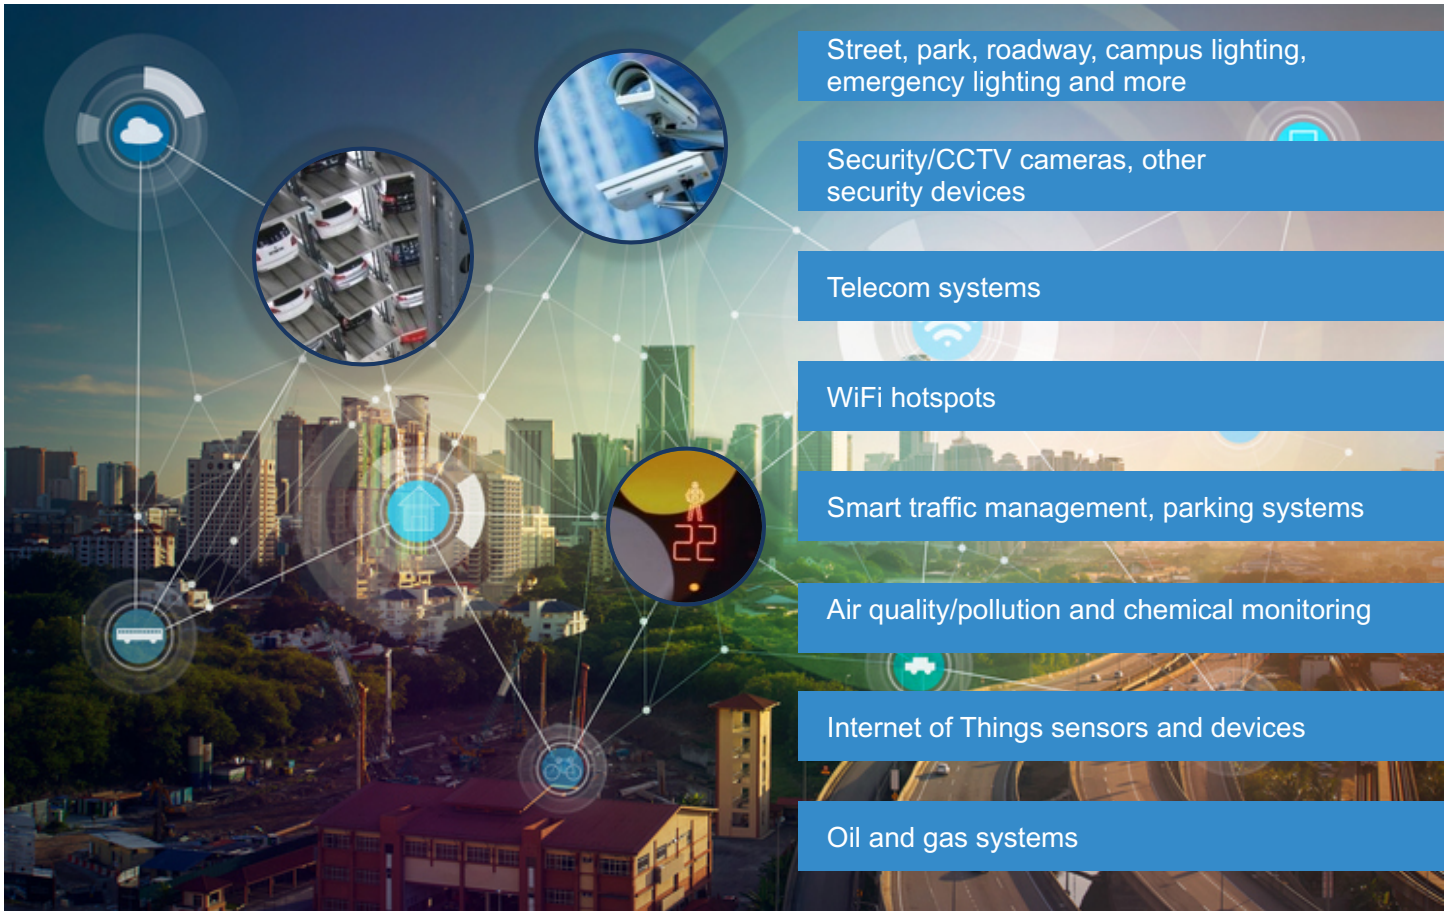 Street, park, roadway, campus lighting,
emergency lighting and more
Security/CCTV cameras, other
security devices
Telecom systems
WiFi hotspots
Smart traffic management, parking systems
22
Air quality/pollution and chemical monitoring
Internet of Things sensors and devices
Oil and gas systems